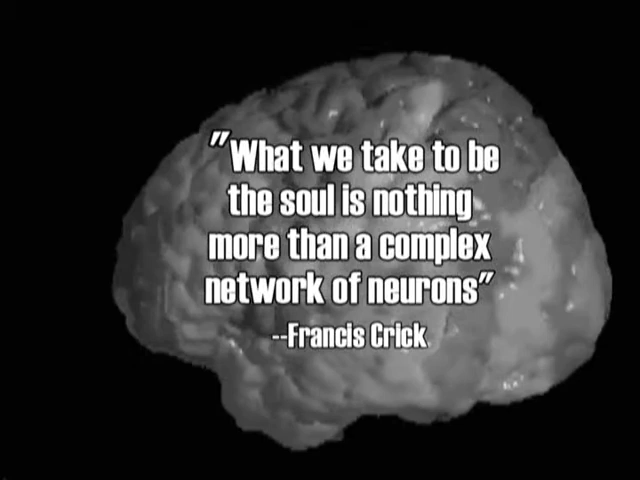 "What we take to be
the soul is nothing
more than a complex
network of neurons"
--Francis Crick